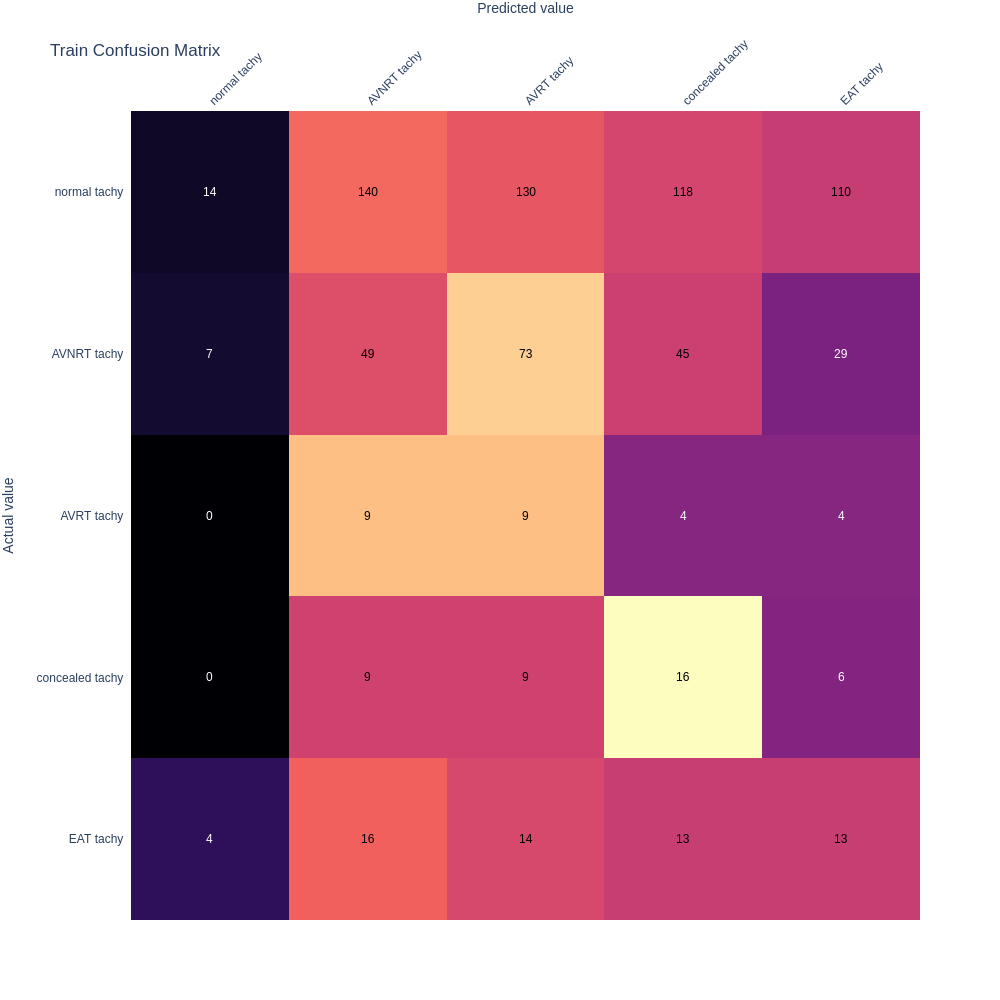 Predicted value
Train Confusion Matrix
normal tachy AVNRT tachy AVRT tachy concealed tachy EAT tachy
normal tachy 14 140 130 118 110
AVNRT tachy 7 49 73 45 29
Actual value
AVRT tachy 0 9 9 4 4
concealed tachy 0 9 9 16 6
EAT tachy 4 16 14 13 13